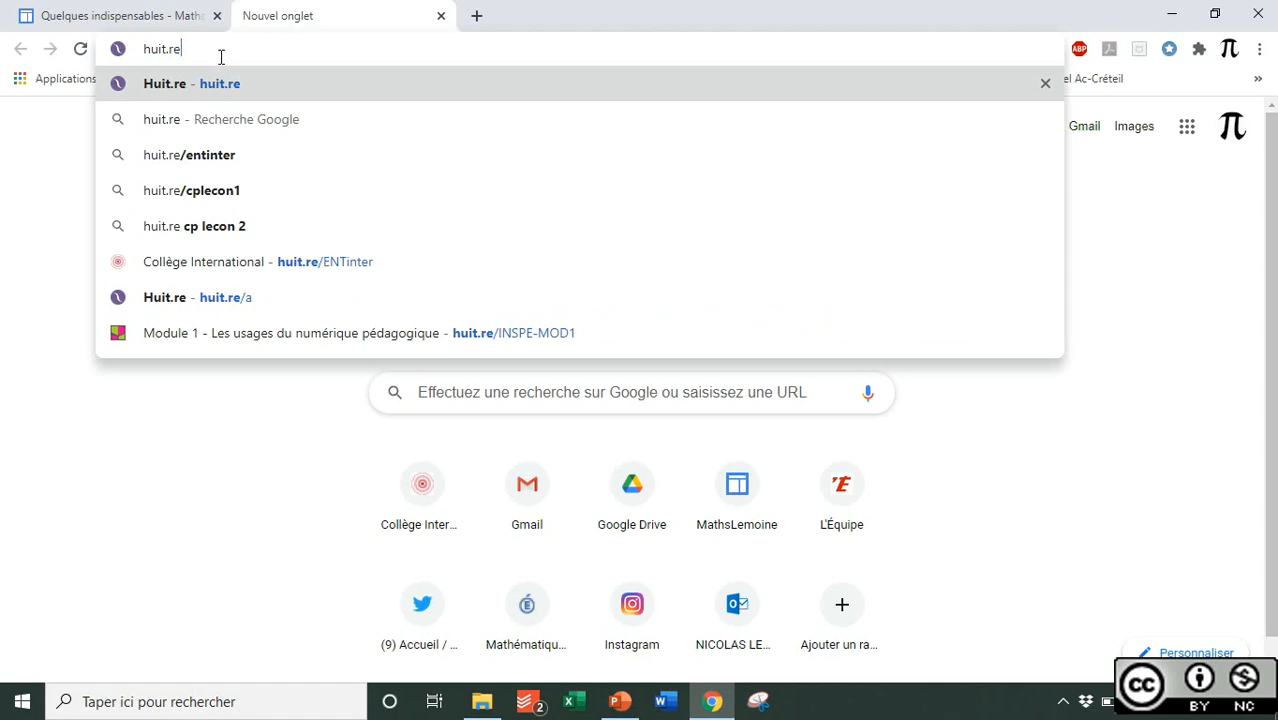 Quelques indispensables - Maths
Nouvel onglet
huit.re
Applications
el Ac-Créteil
»
Huit.re - huit.re
huit.re - Recherche Google
huit.re/entinter
huit.re/cplecon1
huit.re cp lecon 2
Collège International - huit.re/ENTinter
Huit.re - huit.re/a
Module 1 - Les usages du numérique pédagogique - huit.re/INSPE-MOD1
Gmail Images
Effectuez une recherche sur Google ou saisissez une URL
Collège Inter... Gmail Google Drive MathsLemoine L'Équipe
(9) Accueil / ... Mathématiqu... Instagram NICOLAS LE... Ajouter un ra...
Personnaliser
Taper ici pour rechercher
2
cc BY NC